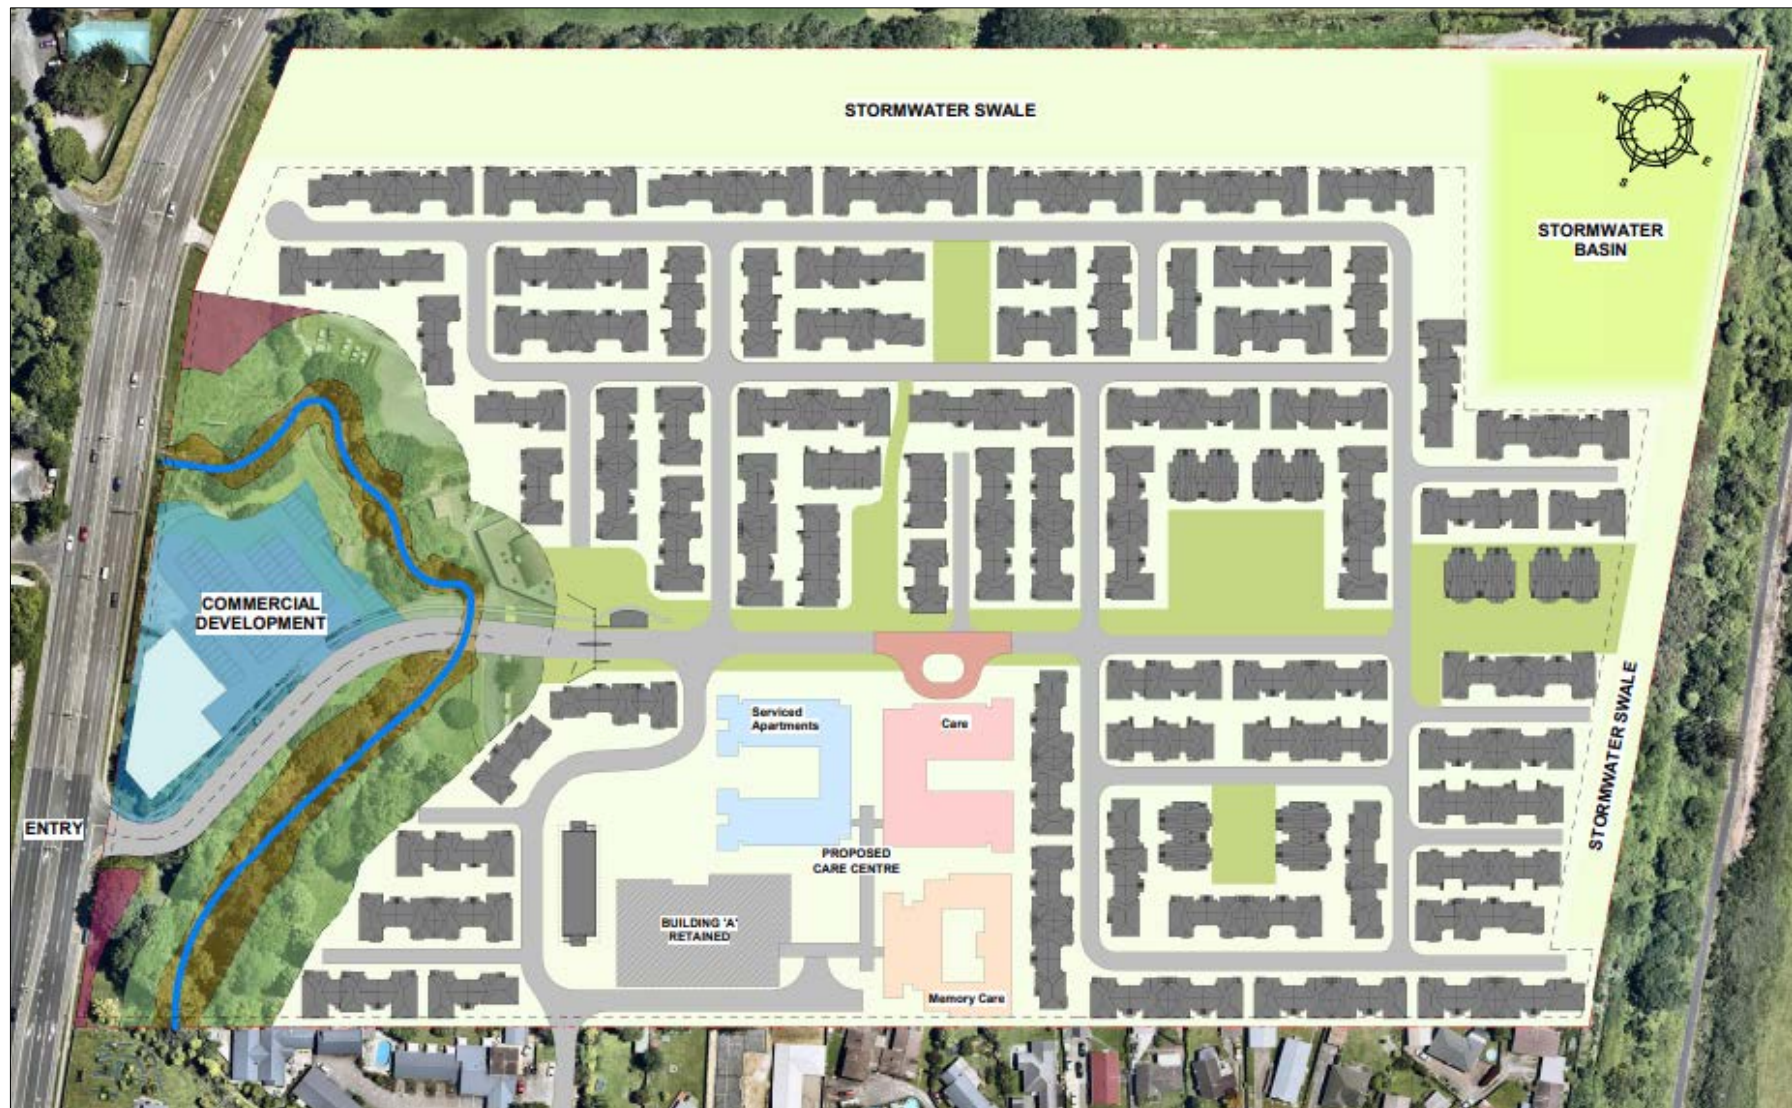 STORMWATER SWALE
N
W
E
S
STORMWATER
BASIN
COMMERCIAL
DEVELOPMENT
Serviced
Apartments
Care
STORMWATER SWALE
ENTRY
PROPOSED
CARE CENTRE
BUILDING 'A'
RETAINED
Memory Care